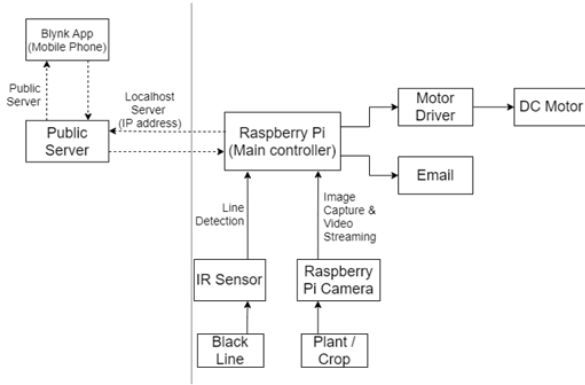 Blynk App
(Mobile Phone)
Public
Server
Localhost
Server
(IP address)
Public
Server
Raspberry Pi
(Main controller)
Motor
Driver
DC Motor
Email
Line
Detection
Image
Capture &
Video
Streaming
IR Sensor
Raspberry
Pi Camera
Black
Line
Plant /
Crop